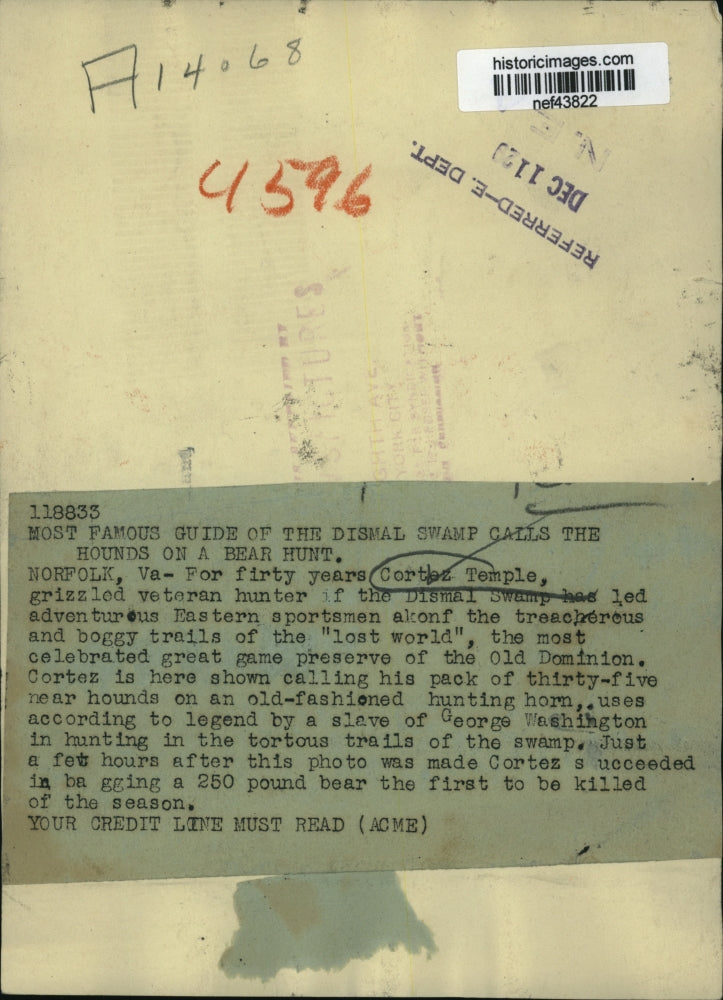 A14068
historicimages.com
nef43822
4596
REFERRED-E. DEPT.
DEC 11 29
118833
MOST FAMOUS GUIDE OF THE DISMAL SWAMP CALLS THE
HOUNDS ON A BEAR HUNT.
NORFOLK, Va- For firty years Cortez Temple,
grizzled veteran hunter if the Dismal Swamp has led
adventurous Eastern sportsmen akonf the treacherous
and boggy trails of the "lost world", the most
celebrated great game preserve of the Old Dominion.
Cortez is here shown calling his pack of thirty-five
near hounds on an old-fashioned hunting horn,.uses
according to legend by a slave of George Washington
in hunting in the tortous trails of the swamp. Just
a few hours after this photo was made Cortez s ucceeded
in ba gging a 250 pound bear the first to be killed
of the season.
YOUR CREDIT LINE MUST READ (ACME)